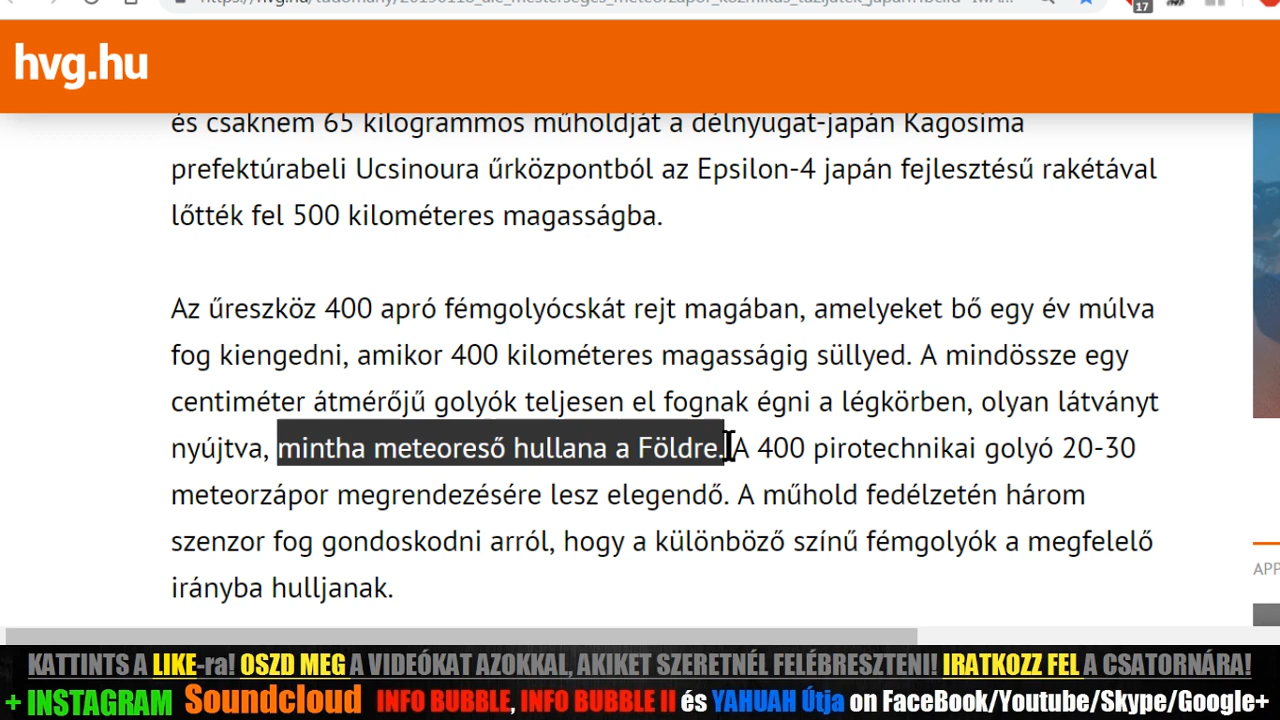 17
hvg.hu
és csaknem 65 kilogrammos műholdját a délnyugat-japán Kagosima
prefektúrabeli Ucsinoura űrközpontból az Epsilon-4 japán fejlesztésű rakétával
lőtték fel 500 kilométeres magasságba.
Az űreszköz 400 apró fémgolyócskát rejt magában, amelyeket bő egy év múlva
fog kiengedni, amikor 400 kilométeres magasságig süllyed. A mindössze egy
centiméter átmérőjű golyók teljesen el fognak égni a légkörben, olyan látványt
nyújtva, mintha meteoreső hullana a Földre. A 400 pirotechnikai golyó 20-30
meteorzápor megrendezésére lesz elegendő. A műhold fedélzetén három
szenzor fog gondoskodni arról, hogy a különböző színű fémgolyók a megfelelő
irányba hulljanak.
APP
KATTINTS A LIKE-ra! OSZD MEG A VIDEÓKAT AZOKKAL, AKIKET SZERETNÉL FELÉBRESZTENI! IRATKOZZ FEL A CSATORNÁRA!
+ INSTAGRAM Soundcloud INFO BUBBLE, INFO BUBBLE II és YAHUAH Útja on FaceBook/Youtube/Skype/Google+